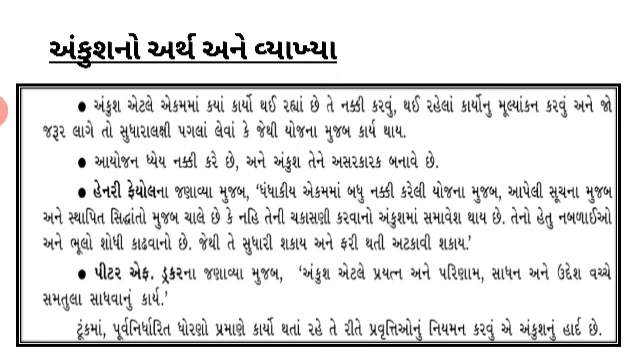 અંકુશનો અર્થ અને વ્યાખ્યા
● અંકુશ એટલે એકમમાં કયાં કાર્યો થઈ રહ્યાં છે તે નક્કી કરવું, થઈ રહેલાં કાર્યોનુ મૂલ્યાંકન કરવું અને જો
જરૂર લાગે તો સુધારાલક્ષી પગલાં લેવાં કે જેથી યોજના મુજબ કાર્ય થાય.
● આયોજન ધ્યેય નક્કી કરે છે, અને અંકુશ તેને અસરકારક બનાવે છે.
● હેનરી ફેયોલના જણાવ્યા મુજબ, ‘ધંધાકીય એકમમાં બધુ નક્કી કરેલી યોજના મુજબ, આપેલી સૂચના મુજબ
અને સ્થાપિત સિદ્ધાંતો મુજબ ચાલે છે કે નહિ તેની ચકાસણી કરવાનો અંકુશમાં સમાવેશ થાય છે. તેનો હેતુ નબળાઈઓ
અને ભૂલો શોધી કાઢવાનો છે. જેથી તે સુધારી શકાય અને ફરી થતી અટકાવી શકાય.’
● પીટર એફ. ડ્રકરના જણાવ્યા મુજબ, ‘અંકુશ એટલે પ્રયત્ન અને પરિણામ, સાધન અને ઉદ્દેશ વચ્ચે
સમતુલા સાધવાનું કાર્ય.’
ટૂંકમાં, પૂર્વનિર્ધારિત ધોરણો પ્રમાણે કાર્યો થતાં રહે તે રીતે પ્રવૃત્તિઓનું નિયમન કરવું એ અંકુશનું હાર્દ છે.